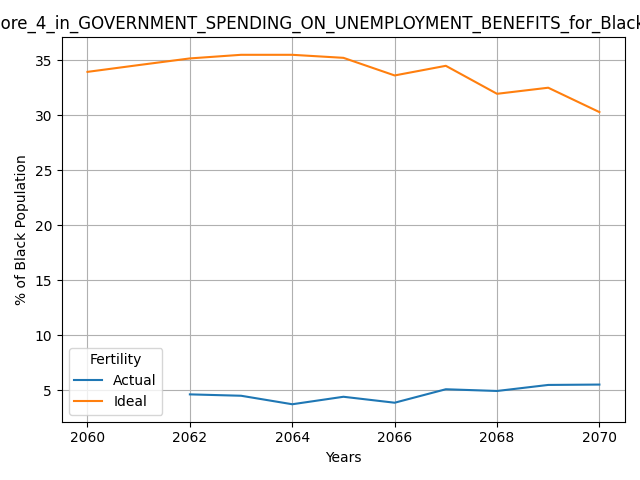 ore_4_in_GOVERNMENT_SPENDING_ON_UNEMPLOYMENT_BENEFITS_for_Black
35
30
25
20
15
10
5
% of Black Population
Fertility
Actual
Ideal
2060 2062 2064 2066 2068 2070
Years